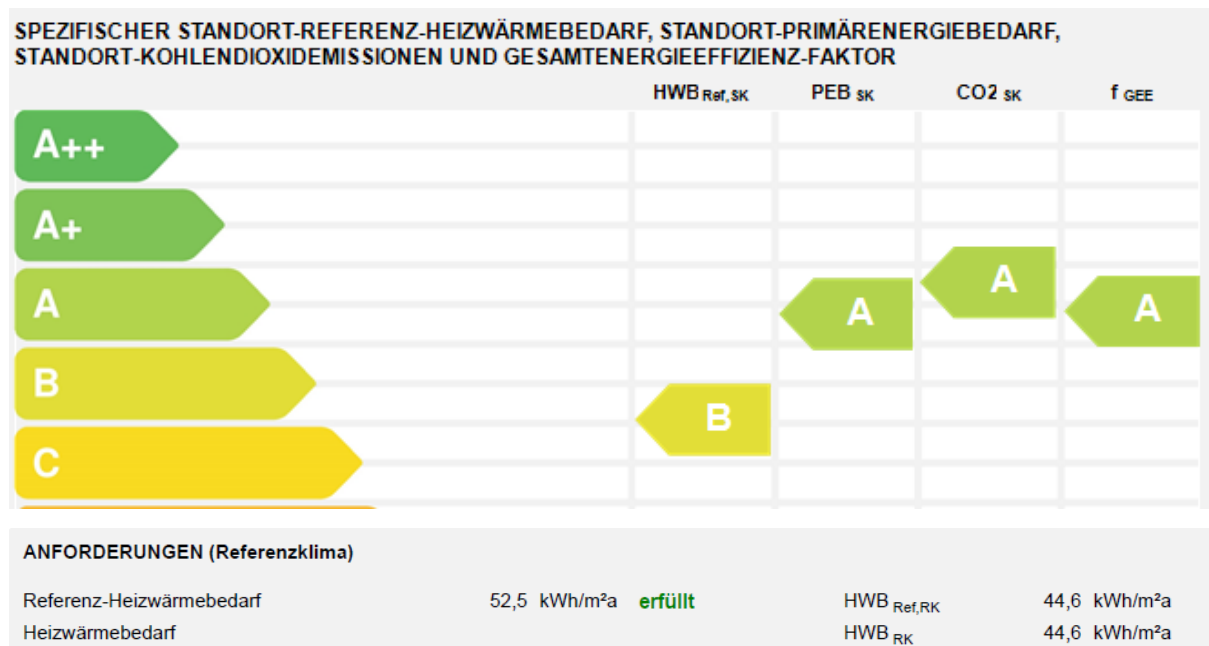 SPEZIFISCHER STANDORT-REFERENZ-HEIZWÄRMEBEDARF, STANDORT-PRIMÄRENERGIEBEDARF,
STANDORT-KOHLENDIOXIDEMISSIONEN UND GESAMTENERGIEEFFIZIENZ-FAKTOR
HWB Ref,SK PEB SK CO2 SK f GEE
A++
A+
A A A A
B B
C
ANFORDERUNGEN (Referenzklima)
Referenz-Heizwärmebedarf 52,5 kWh/m²a erfüllt HWB Ref,RK 44,6 kWh/m²a
Heizwärmebedarf HWB RK 44,6 kWh/m²a